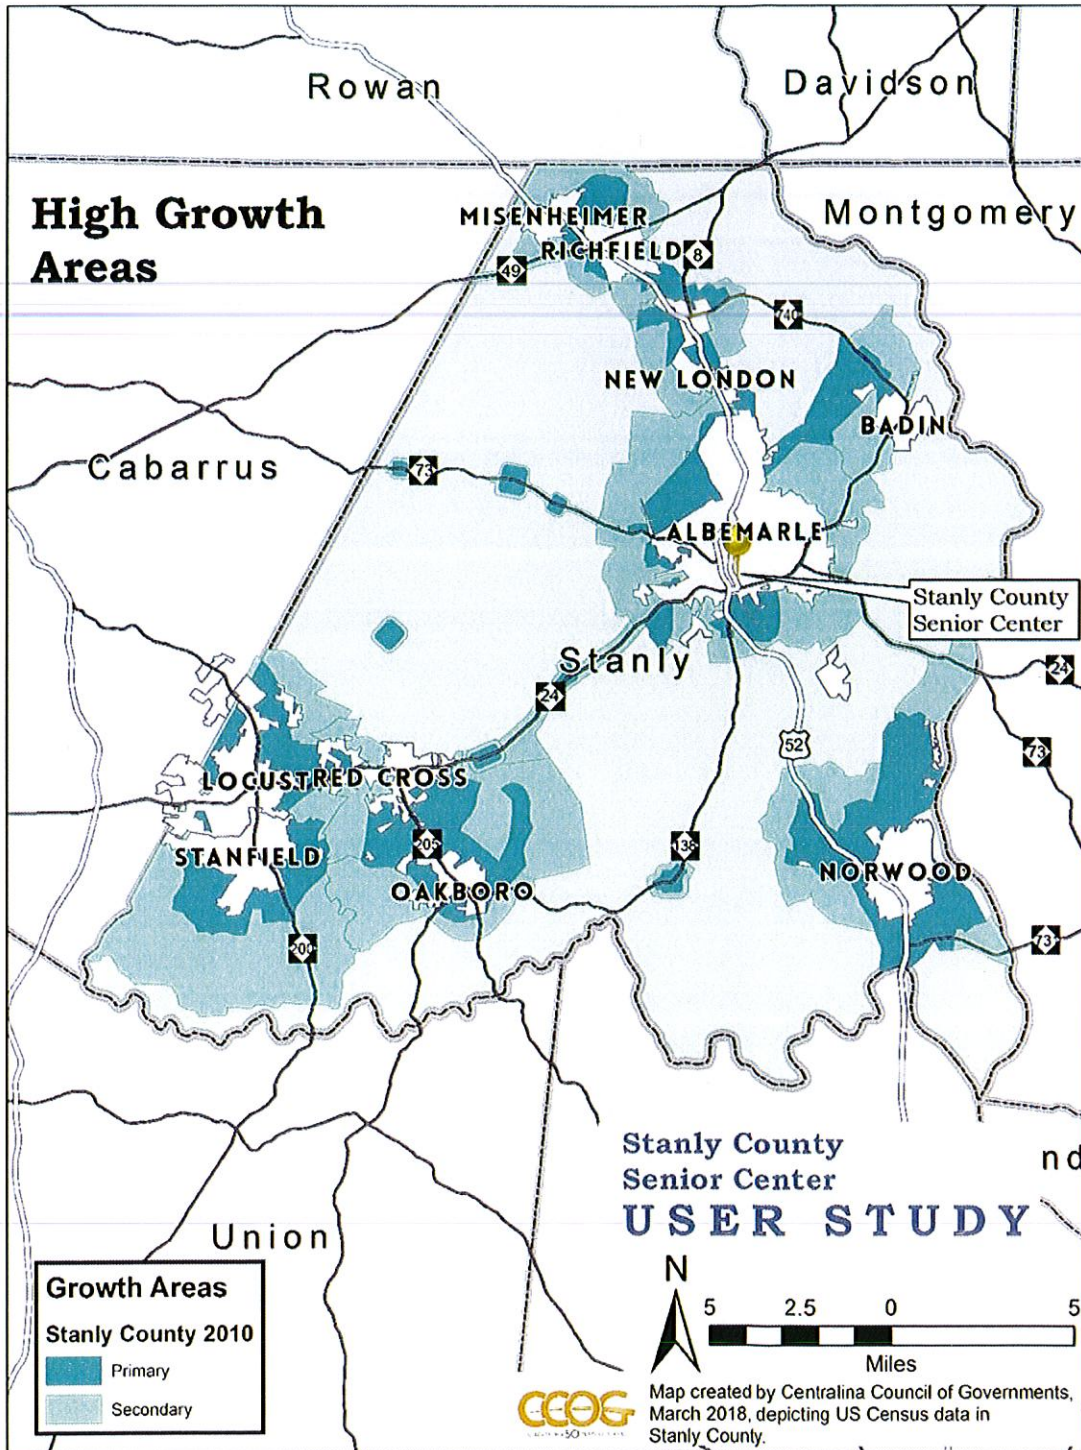 Rowan
Davidson
High Growth
Areas
MISENHEIMER
Montgomery
RICHFIELD
8
49
740
NEW LONDON
BADIN
Cabarrus
73
ALBEMARLE
Stanly County
Senior Center
Stanly
24
24
52
73
LOCUST
RED CROSS
205
138
STANFIELD
OAKBORO
NORWOOD
200
731
Stanly County
Senior Center
USER STUDY
nd
Union
N
Growth Areas
Stanly County 2010
Primary
Secondary
5 2.5 0 5
Miles
CCOG
Map created by Centralina Council of Governments,
March 2018, depicting US Census data in
Stanly County.